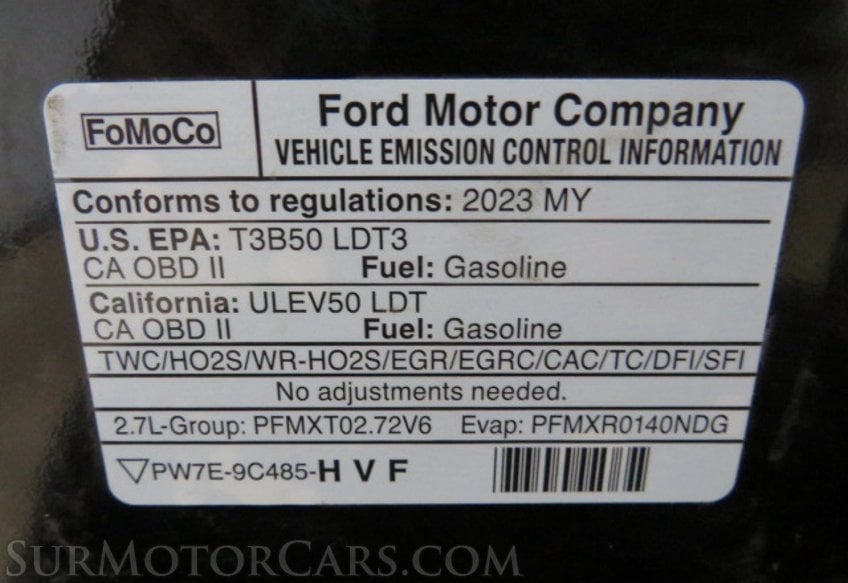 FoMoCo
Ford Motor Company
VEHICLE EMISSION CONTROL INFORMATION
Conforms to regulations: 2023 MY
U.S. EPA: T3B50 LDT3
CA OBD II Fuel: Gasoline
California: ULEV50 LDT
CA OBD II Fuel: Gasoline
TWC/HO2S/WR-HO2S/EGR/EGRC/CAC/TC/DFI/SFI
No adjustments needed.
2.7L-Group: PFMXT02.72V6 Evap: PFMXR0140NDG
PW7E-9C485-H V F
SurMotorCars.com